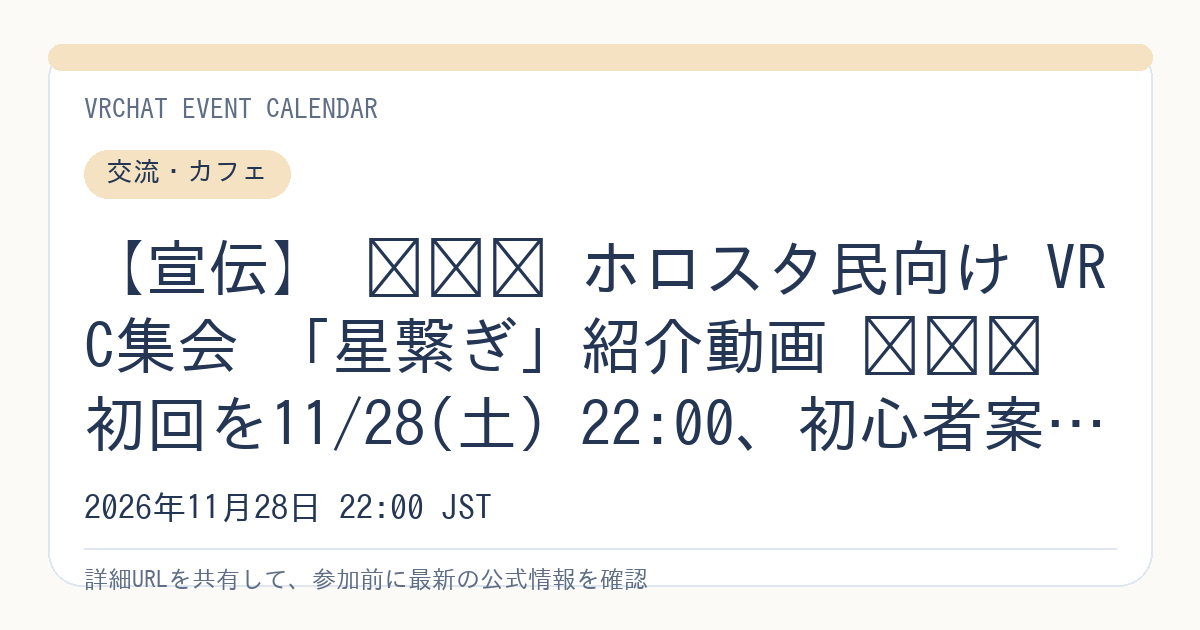 VRCHAT EVENT CALENDAR
交流・カフェ
【宣伝】 ホロスタ民向け VR
C集会 「星繋ぎ」紹介動画
初回を11/28(土) 22:00、初心者案…
2026年11月28日 22:00 JST
詳細URLを共有して、参加前に最新の公式情報を確認